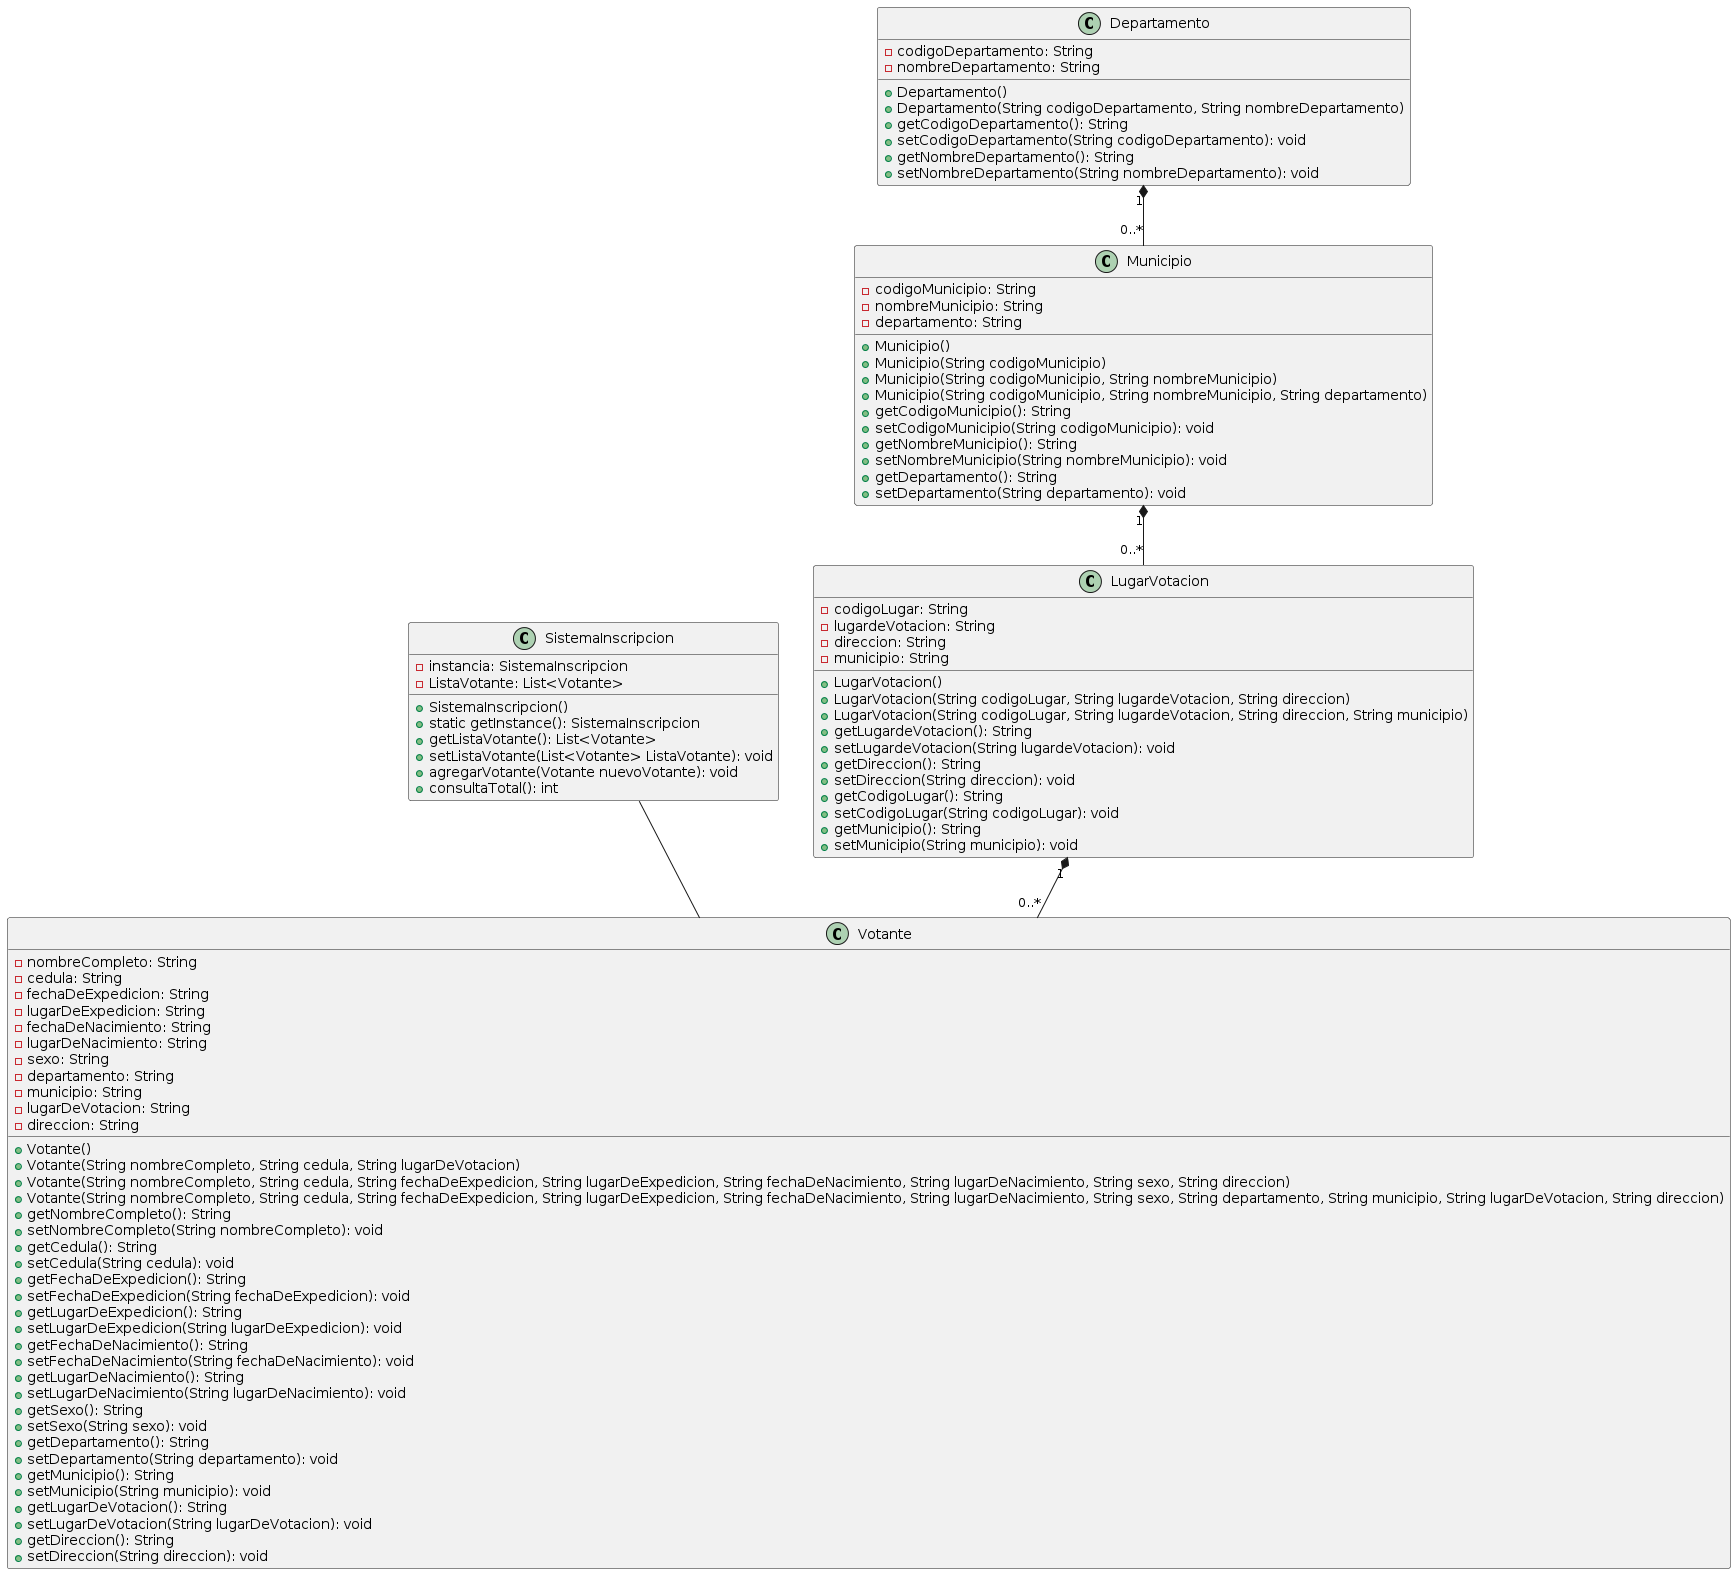 C Departamento
codigoDepartamento: String
nombreDepartamento: String
Departamento()
Departamento(String codigoDepartamento, String nombreDepartamento)
getCodigoDepartamento(): String
setCodigoDepartamento(String codigoDepartamento): void
getNombreDepartamento(): String
setNombreDepartamento(String nombreDepartamento): void
1
0..*
C Municipio
codigoMunicipio: String
nombreMunicipio: String
departamento: String
Municipio()
Municipio(String codigoMunicipio)
Municipio(String codigoMunicipio, String nombreMunicipio)
Municipio(String codigoMunicipio, String nombreMunicipio, String departamento)
getCodigoMunicipio(): String
setCodigoMunicipio(String codigoMunicipio): void
getNombreMunicipio(): String
setNombreMunicipio(String nombreMunicipio): void
getDepartamento(): String
setDepartamento(String departamento): void
1
0..*
C SistemaInscripcion
instancia: SistemaInscripcion
ListaVotante: List<Votante>
SistemaInscripcion()
static getInstance(): SistemaInscripcion
getListaVotante(): List<Votante>
setListaVotante(List<Votante> ListaVotante): void
agregarVotante(Votante nuevoVotante): void
consultaTotal(): int
C LugarVotacion
codigoLugar: String
lugardeVotacion: String
direccion: String
municipio: String
LugarVotacion()
LugarVotacion(String codigoLugar, String lugardeVotacion, String direccion)
LugarVotacion(String codigoLugar, String lugardeVotacion, String direccion, String municipio)
getLugardeVotacion(): String
setLugardeVotacion(String lugardeVotacion): void
getDireccion(): String
setDireccion(String direccion): void
getCodigoLugar(): String
setCodigoLugar(String codigoLugar): void
getMunicipio(): String
setMunicipio(String municipio): void
1
0..*
C Votante
nombreCompleto: String
cedula: String
fechaDeExpedicion: String
lugarDeExpedicion: String
fechaDeNacimiento: String
lugarDeNacimiento: String
sexo: String
departamento: String
municipio: String
lugarDeVotacion: String
direccion: String
Votante()
Votante(String nombreCompleto, String cedula, String lugarDeVotacion)
Votante(String nombreCompleto, String cedula, String fechaDeExpedicion, String lugarDeExpedicion, String fechaDeNacimiento, String lugarDeNacimiento, String sexo, String direccion)
Votante(String nombreCompleto, String cedula, String fechaDeExpedicion, String lugarDeExpedicion, String fechaDeNacimiento, String lugarDeNacimiento, String sexo, String departamento, String municipio, String lugarDeVotacion, String direccion)
getNombreCompleto(): String
setNombreCompleto(String nombreCompleto): void
getCedula(): String
setCedula(String cedula): void
getFechaDeExpedicion(): String
setFechaDeExpedicion(String fechaDeExpedicion): void
getLugarDeExpedicion(): String
setLugarDeExpedicion(String lugarDeExpedicion): void
getFechaDeNacimiento(): String
setFechaDeNacimiento(String fechaDeNacimiento): void
getLugarDeNacimiento(): String
setLugarDeNacimiento(String lugarDeNacimiento): void
getSexo(): String
setSexo(String sexo): void
getDepartamento(): String
setDepartamento(String departamento): void
getMunicipio(): String
setMunicipio(String municipio): void
getLugarDeVotacion(): String
setLugarDeVotacion(String lugarDeVotacion): void
getDireccion(): String
setDireccion(String direccion): void